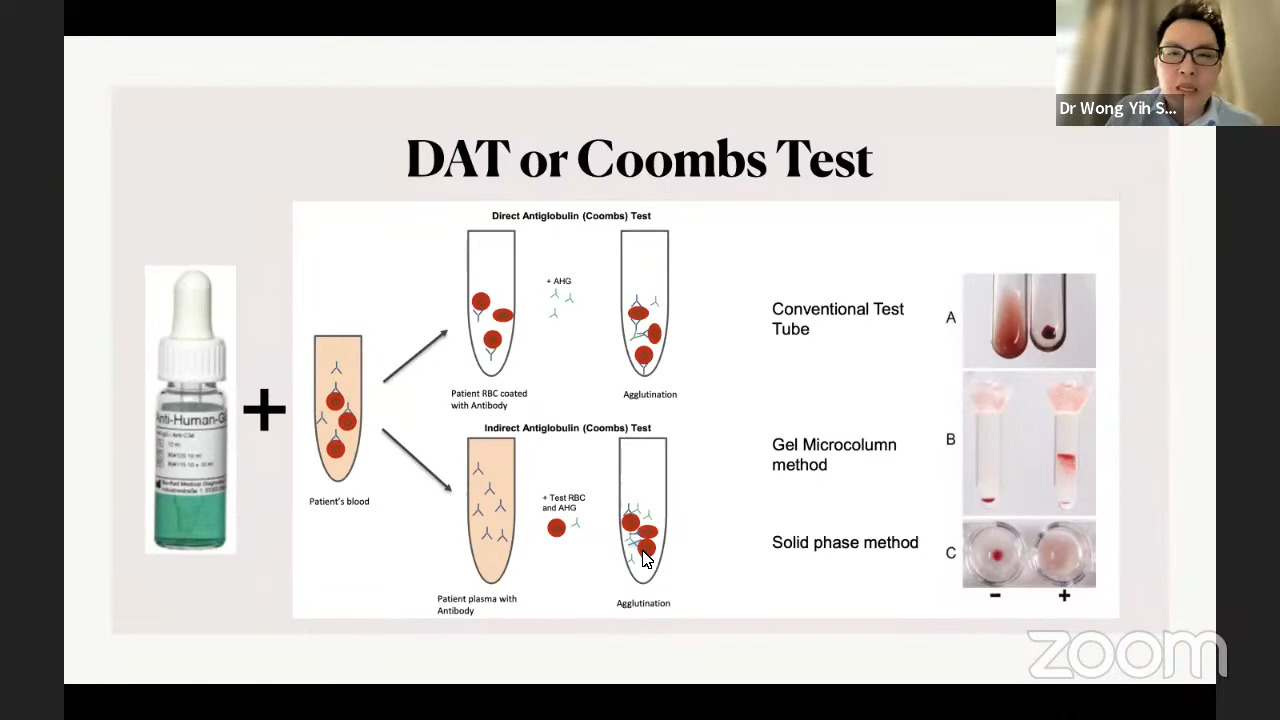 Dr Wong Yih S...
DAT or Coombs Test
Direct Antiglobulin (Coombs) Test
+ AHG
Patient RBC coated
with Antibody
Agglutination
Anti-Human-G
Patient's blood
Indirect Antiglobulin (Coombs) Test
+ Test RBC
and AHG
Patient plasma with
Antibody
Agglutination
Conventional Test
Tube
A
Gel Microcolumn
method
B
Solid phase method
C
- +
zoom